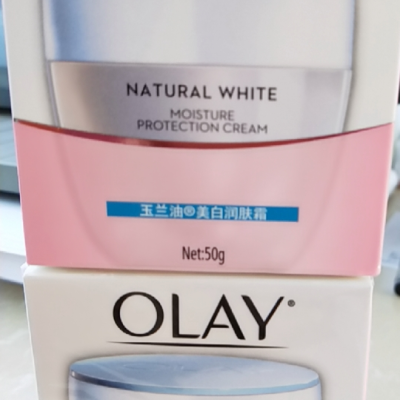 NATURAL WHITE
MOISTURE
PROTECTION CREAM
玉兰油®美白润肤霜
Net:50g
OLAY®